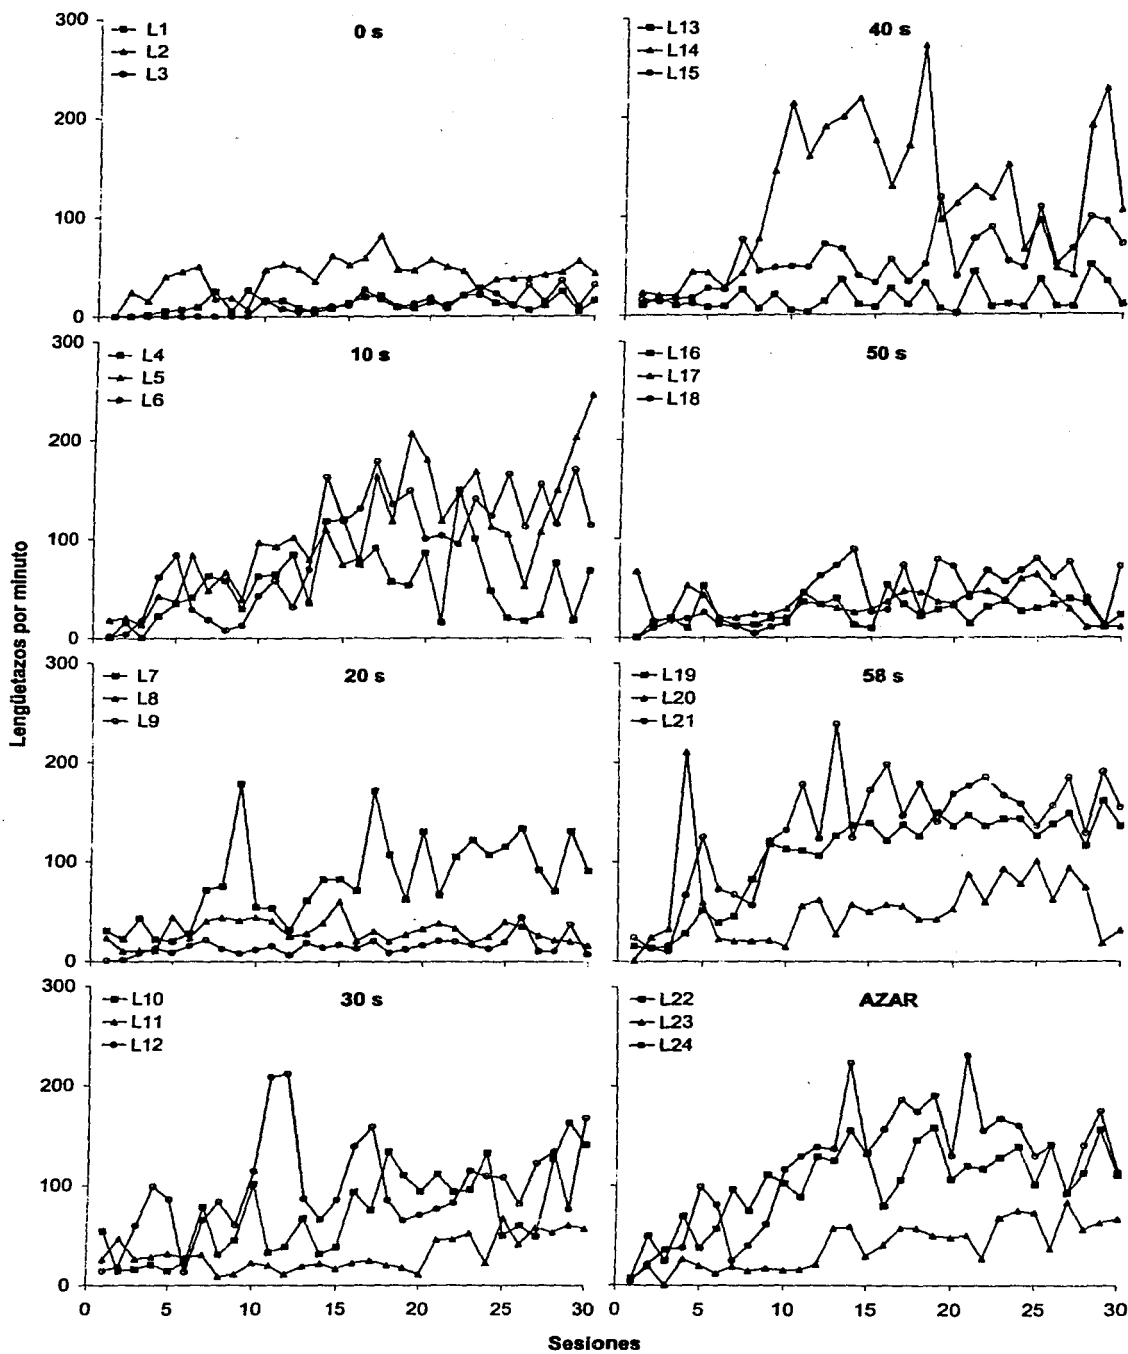 0 s
L1
L2
L3
300
200
100
0
40 s
L13
L14
L15
10 s
L4
L5
L6
300
200
100
0
50 s
L16
L17
L18
20 s
L7
L8
L9
300
200
100
0
58 s
L19
L20
L21
30 s
L10
L11
L12
300
200
100
0
0 5 10 15 20 25 30
AZAR
L22
L23
L24
0 5 10 15 20 25 30
Lengüetazos por minuto
Sesiones